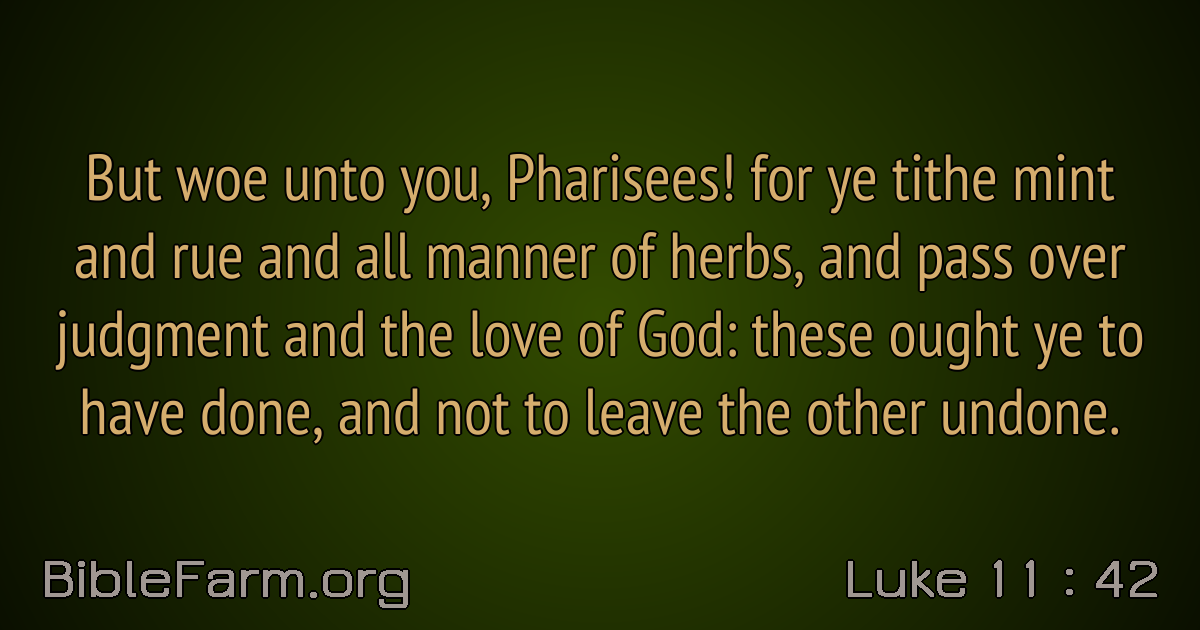 But woe unto you, Pharisees! for ye tithe mint
and rue and all manner of herbs, and pass over
judgment and the love of God: these ought ye to
have done, and not to leave the other undone.
BibleFarm.org
Luke 11 : 42